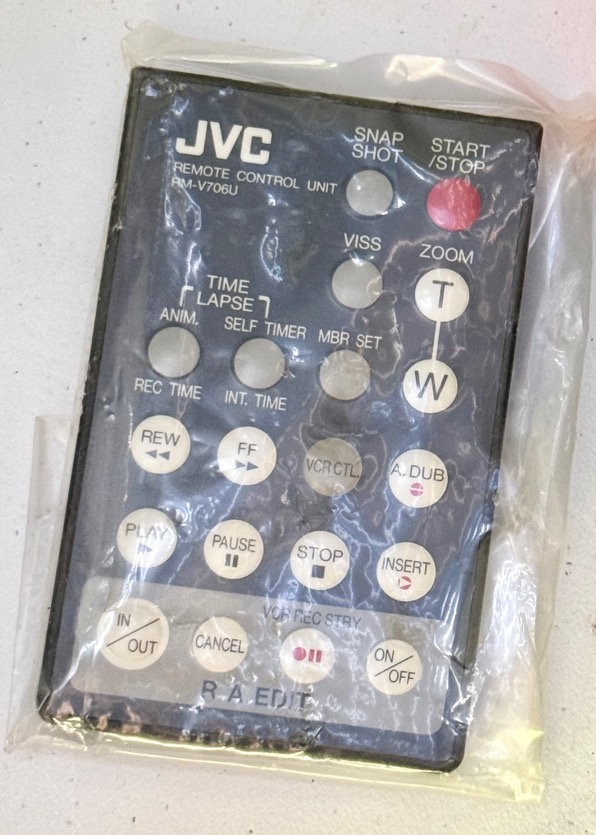 JVC
REMOTE CONTROL UNIT
RM-V706U
SNAP
SHOT
START
/STOP
VISS
ZOOM
T
W
TIME
LAPSE
ANIM.
SELF TIMER
MBR SET
REC TIME
INT. TIME
REW
FF
VCR CTL.
A. DUB
PLAY
PAUSE
STOP
INSERT
VCR REC STBY
IN/OUT
CANCEL
ON/OFF
R. A. EDIT